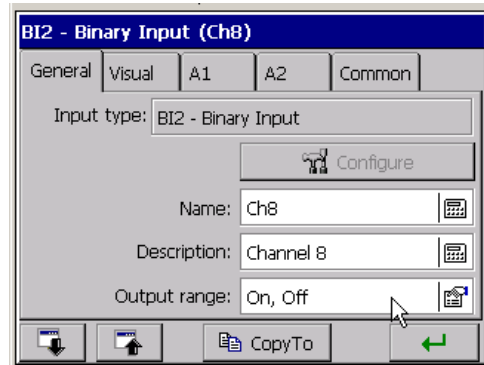 BI2 - Binary Input (Ch8)
General Visual A1 A2 Common
Input type: BI2 - Binary Input
Configure
Name: Ch8
Description: Channel 8
Output range: On, Off
CopyTo